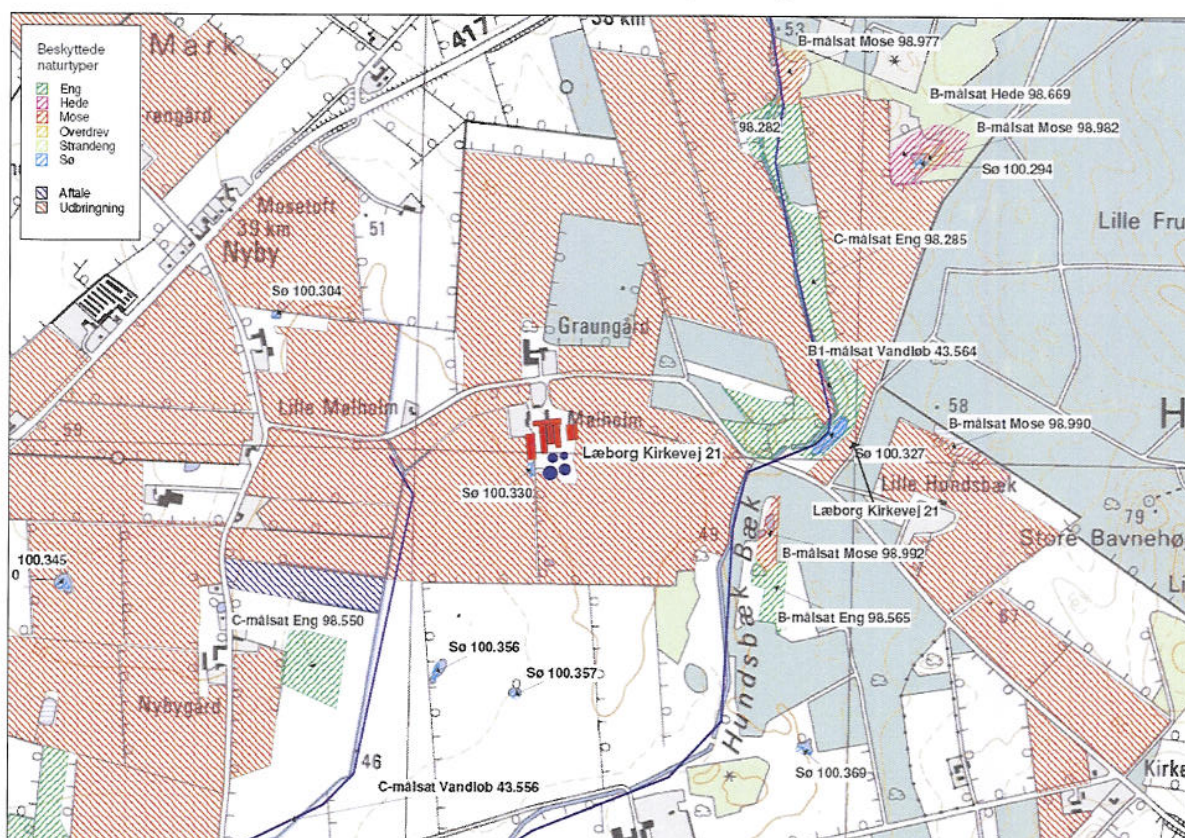 Beskyttede
naturtyper
Eng
Hede
Mose
Overdrev
Strandeng
Sø
Aftale
Udbringning
Mark
417
38 km
53
B-målsat Mose 98.977
B-målsat Hede 98.669
B-målsat Mose 98.982
98.282
Sø 100.294
Mosetoft
39 km
Nyby
51
C-målsat Eng 98.285
Lille Fru
Sø 100.304
Graungård
B1-målsat Vandløb 43.564
Lille Mølholm
59
Mølholm
58
B-målsat Mose 98.990
H
Læborg Kirkevej 21
Sø 100.327
Sø 100.330
Lille Hundsbæk
Læborg Kirkevej 21
79
Store Bavnehø
49
100.345
B-målsat Mose 98.992
Li
C-målsat Eng 98.550
B-målsat Eng 98.565
57
Sø 100.356
Sø 100.357
Hundsbæk Bæk
Nybygård
46
Sø 100.369
C-målsat Vandløb 43.556
Kirke